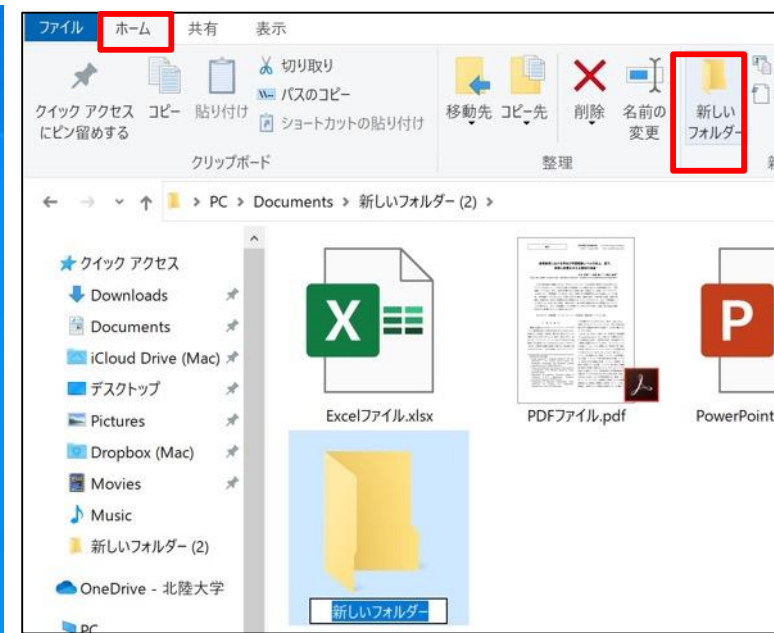 ファイル ホーム 共有 表示
クイック アクセス
にピン留めする
コピー
貼り付け
切り取り
パスのコピー
ショートカットの貼り付け
移動先
コピー先
削除
名前の
変更
新しい
フォルダー
クリップボード
整理
PC > Documents > 新しいフォルダー (2) >
クイック アクセス
Downloads
Documents
iCloud Drive (Mac)
デスクトップ
Pictures
Dropbox (Mac)
Movies
Music
新しいフォルダー (2)
OneDrive - 北陸大学
PC
X
Excelファイル.xlsx
PDFファイル.pdf
P
PowerPoint
新しいフォルダー